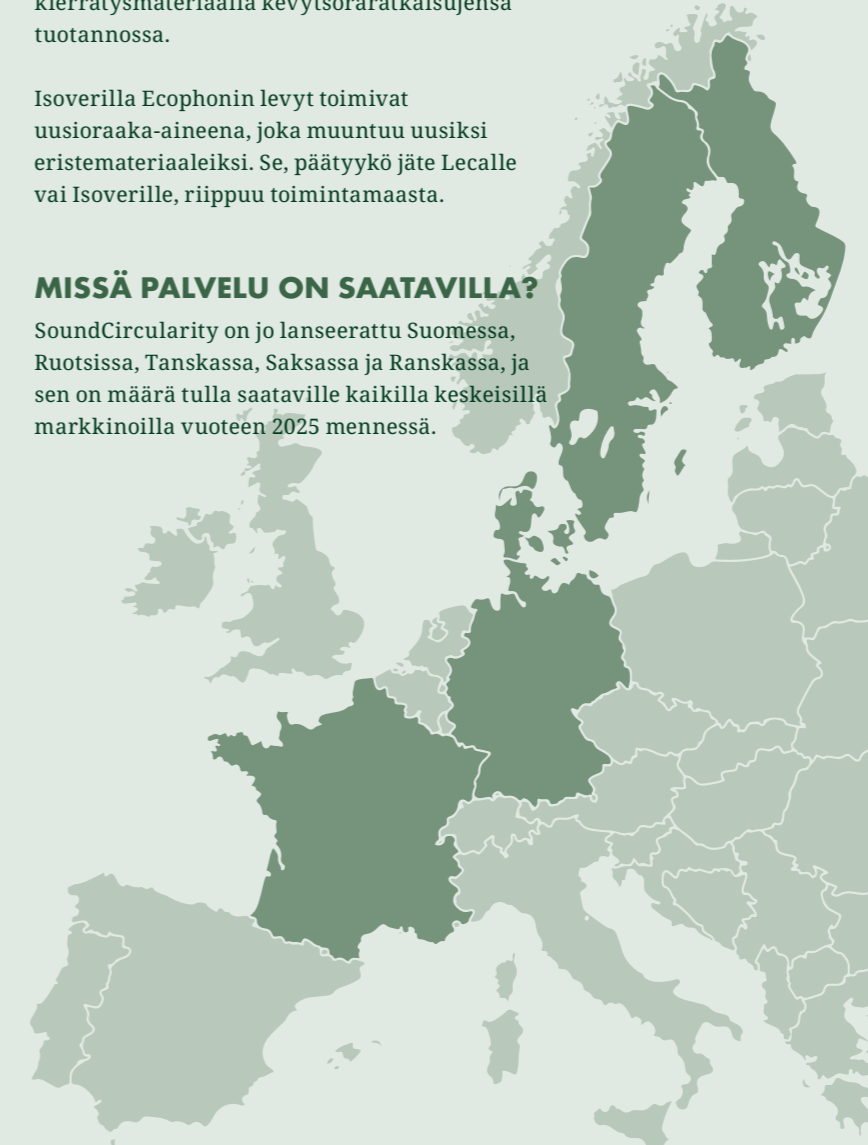 kierrätysmateriaalia kevytsoraratkaisujensa
tuotannossa.
Isoverilla Ecophonin levyt toimivat
uusioraaka-aineena, joka muuntuu uusiksi
eristemateriaaleiksi. Se, päätyykö jäte Lecalle
vai Isoverille, riippuu toimintamaasta.
MISSÄ PALVELU ON SAATAVILLA?
SoundCircularity on jo lanseerattu Suomessa,
Ruotsissa, Tanskassa, Saksassa ja Ranskassa, ja
sen on määrä tulla saataville kaikilla keskeisillä
markkinoilla vuoteen 2025 mennessä.